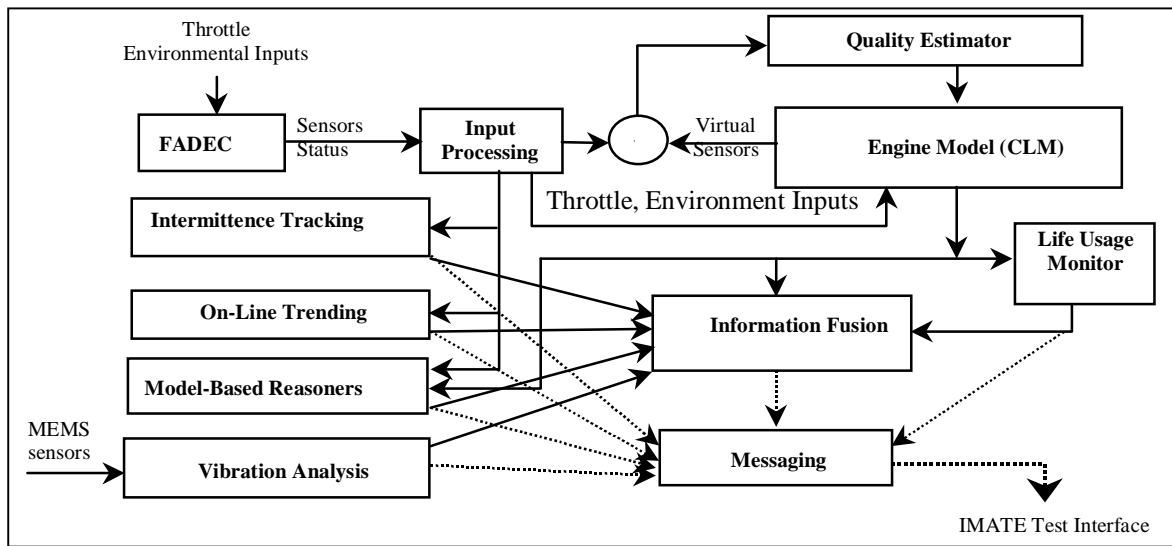 Throttle
Environmental Inputs
Quality Estimator
FADEC
Sensors
Status
Input
Processing
Virtual
Sensors
Engine Model (CLM)
Throttle, Environment Inputs
Intermittence Tracking
Life Usage
Monitor
On-Line Trending
Information Fusion
Model-Based Reasoners
MEMS
sensors
Vibration Analysis
Messaging
IMATE Test Interface